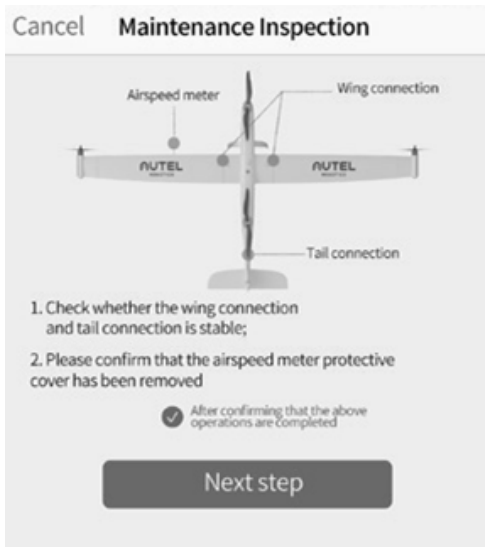 Cancel Maintenance Inspection
Airspeed meter
Wing connection
AUTEL
ROBOTICS
AUTEL
ROBOTICS
Tail connection
1. Check whether the wing connection
and tail connection is stable;
2. Please confirm that the airspeed meter protective
cover has been removed
After confirming that the above
operations are completed
Next step